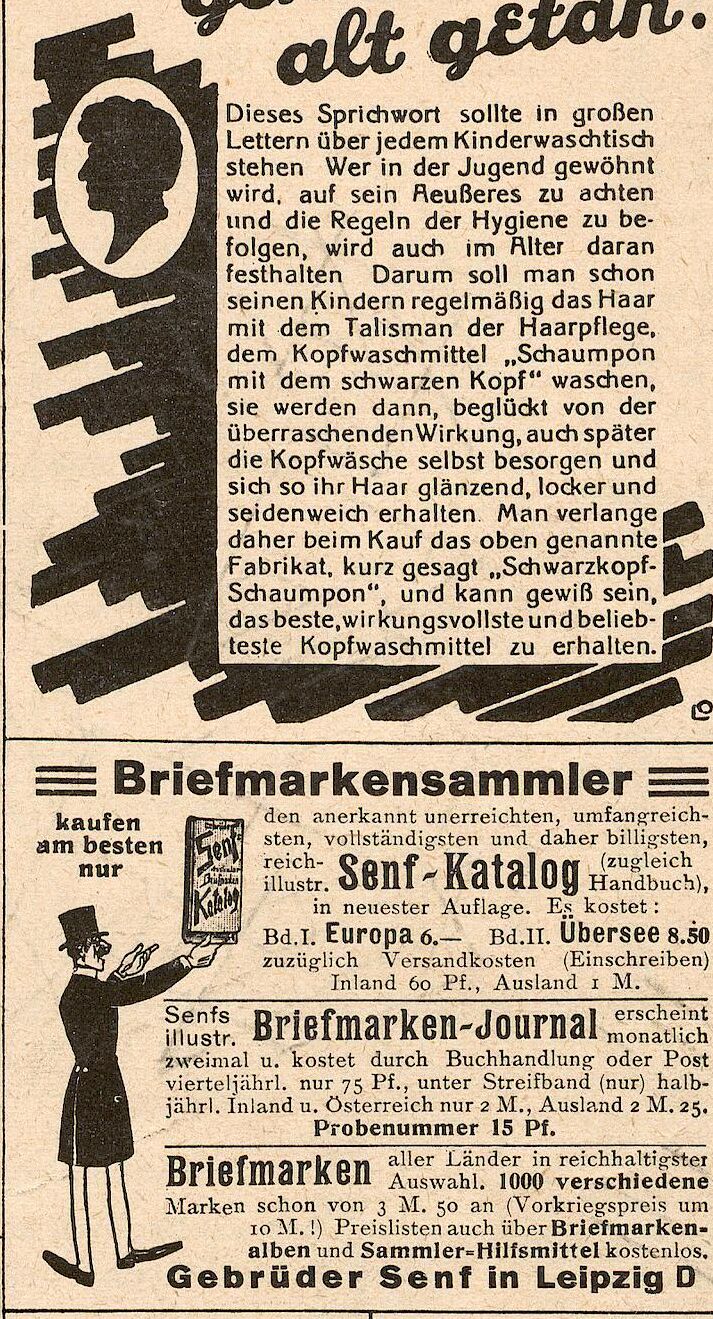 alt getan.
Dieses Sprichwort sollte in großen
Lettern über jedem Kinderwaschtisch
stehen Wer in der Jugend gewöhnt
wird, auf sein Aeußeres zu achten
und die Regeln der Hygiene zu be-
folgen, wird auch im Alter daran
festhalten Darum soll man schon
seinen Kindern regelmäßig das Haar
mit dem Talisman der Haarpflege,
dem Kopfwaschmittel „Schaumpon
mit dem schwarzen Kopf“ waschen,
sie werden dann, beglückt von der
überraschenden Wirkung, auch später
die Kopfwäsche selbst besorgen und
sich so ihr Haar glänzend, locker und
seidenweich erhalten. Man verlange
daher beim Kauf das oben genannte
Fabrikat, kurz gesagt „Schwarzkopf-
Schaumpon“, und kann gewiß sein,
das beste, wirkungsvollste und belieb-
teste Kopfwaschmittel zu erhalten.
Briefmarkensammler
kaufen
am besten
nur
Senf
Katalog
den anerkannt unerreichten, umfangreich-
sten, vollständigsten und daher billigsten,
reich-
illustr. Senf-Katalog (zugleich
Handbuch),
in neuester Auflage. Es kostet:
Bd.I. Europa 6.— Bd.II. Übersee 8.50
zuzüglich Versandkosten (Einschreiben)
Inland 60 Pf., Ausland 1 M.
Senfs
illustr. Briefmarken-Journal erscheint
monatlich
zweimal u. kostet durch Buchhandlung oder Post
vierteljährl. nur 75 Pf., unter Streifband (nur) halb-
jährl. Inland u. Österreich nur 2 M., Ausland 2 M. 25.
Probenummer 15 Pf.
Briefmarken aller Länder in reichhaltigster
Auswahl. 1000 verschiedene
Marken schon von 3 M. 50 an (Vorkriegspreis um
10 M.!) Preislisten auch über Briefmarken-
alben und Sammler=Hilfsmittel kostenlos.
Gebrüder Senf in Leipzig D